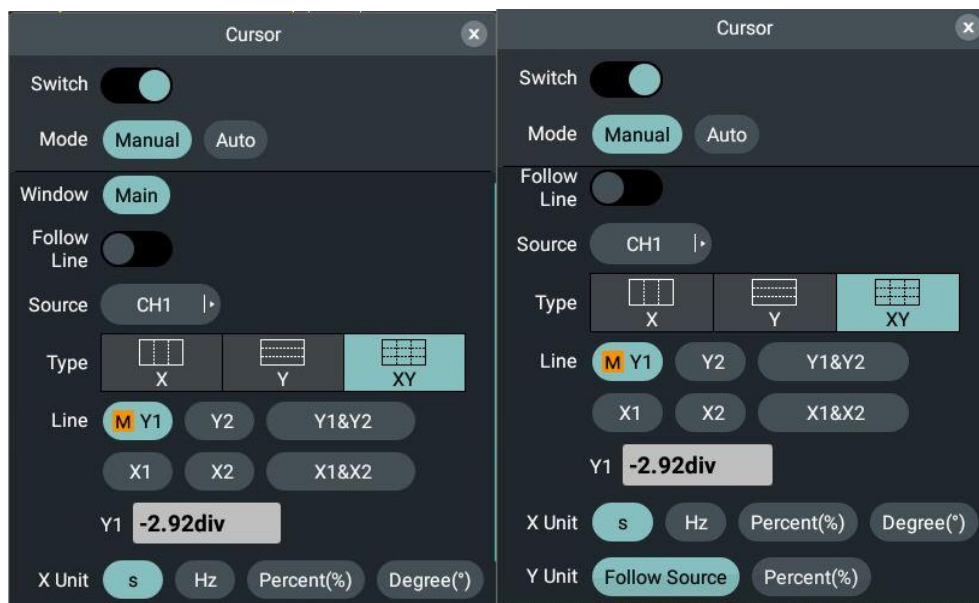 Cursor
Switch
Mode Manual Auto
Window Main
Follow
Line
Source CH1
Type X Y XY
Line M Y1 Y2 Y1&Y2
X1 X2 X1&X2
Y1 -2.92div
X Unit s Hz Percent(%) Degree(°)
Cursor
Switch
Mode Manual Auto
Follow
Line
Source CH1
Type X Y XY
Line M Y1 Y2 Y1&Y2
X1 X2 X1&X2
Y1 -2.92div
X Unit s Hz Percent(%) Degree(°)
Y Unit Follow Source Percent(%)